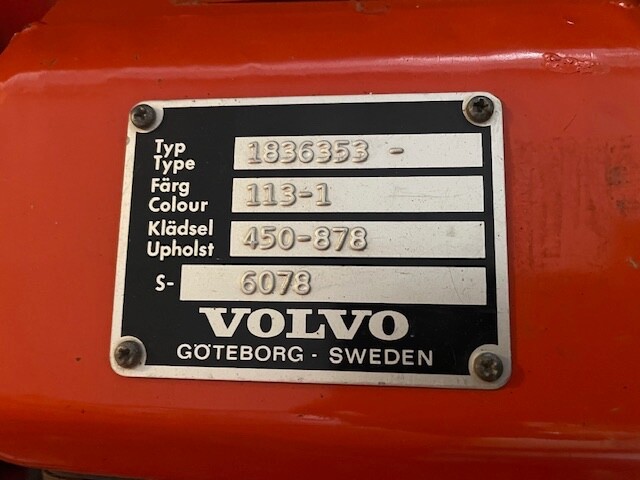 Typ
Type
1836353 -
Färg
Colour
113-1
Klädsel
Upholst
450-878
S- 6078
VOLVO
GÖTEBORG - SWEDEN